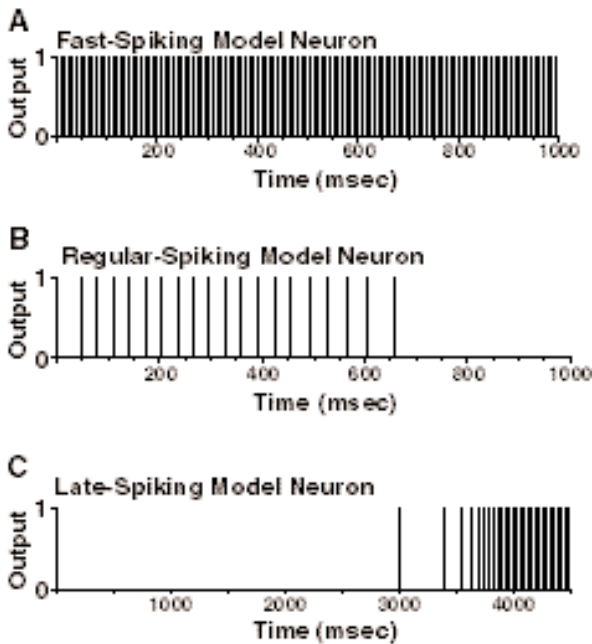 A
Fast-Spiking Model Neuron
1
Output
0
200 400 600 800 1000
Time (msec)
B
Regular-Spiking Model Neuron
1
Output
0
200 400 600 800 1000
Time (msec)
C
Late-Spiking Model Neuron
1
Output
0
1000 2000 3000 4000
Time (msec)